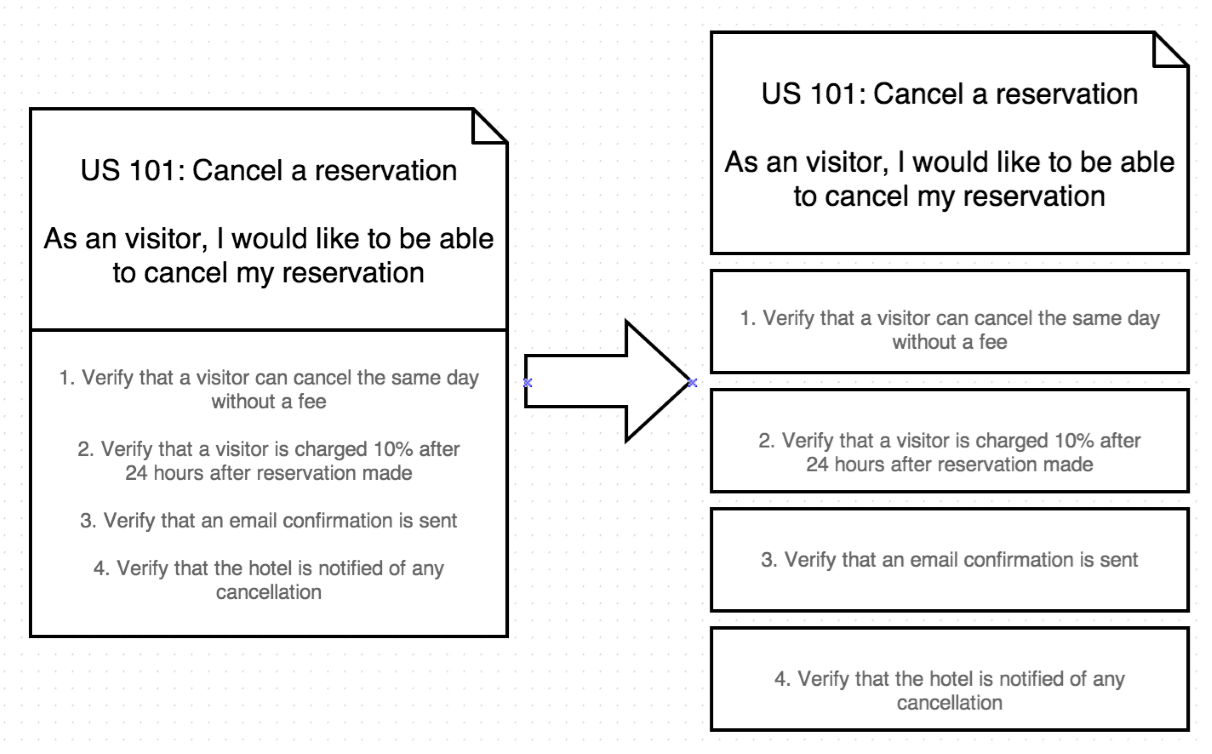 US 101: Cancel a reservation
As an visitor, I would like to be able
to cancel my reservation
1. Verify that a visitor can cancel the same day
without a fee
2. Verify that a visitor is charged 10% after
24 hours after reservation made
3. Verify that an email confirmation is sent
4. Verify that the hotel is notified of any
cancellation
US 101: Cancel a reservation
As an visitor, I would like to be able
to cancel my reservation
1. Verify that a visitor can cancel the same day
without a fee
2. Verify that a visitor is charged 10% after
24 hours after reservation made
3. Verify that an email confirmation is sent
4. Verify that the hotel is notified of any
cancellation